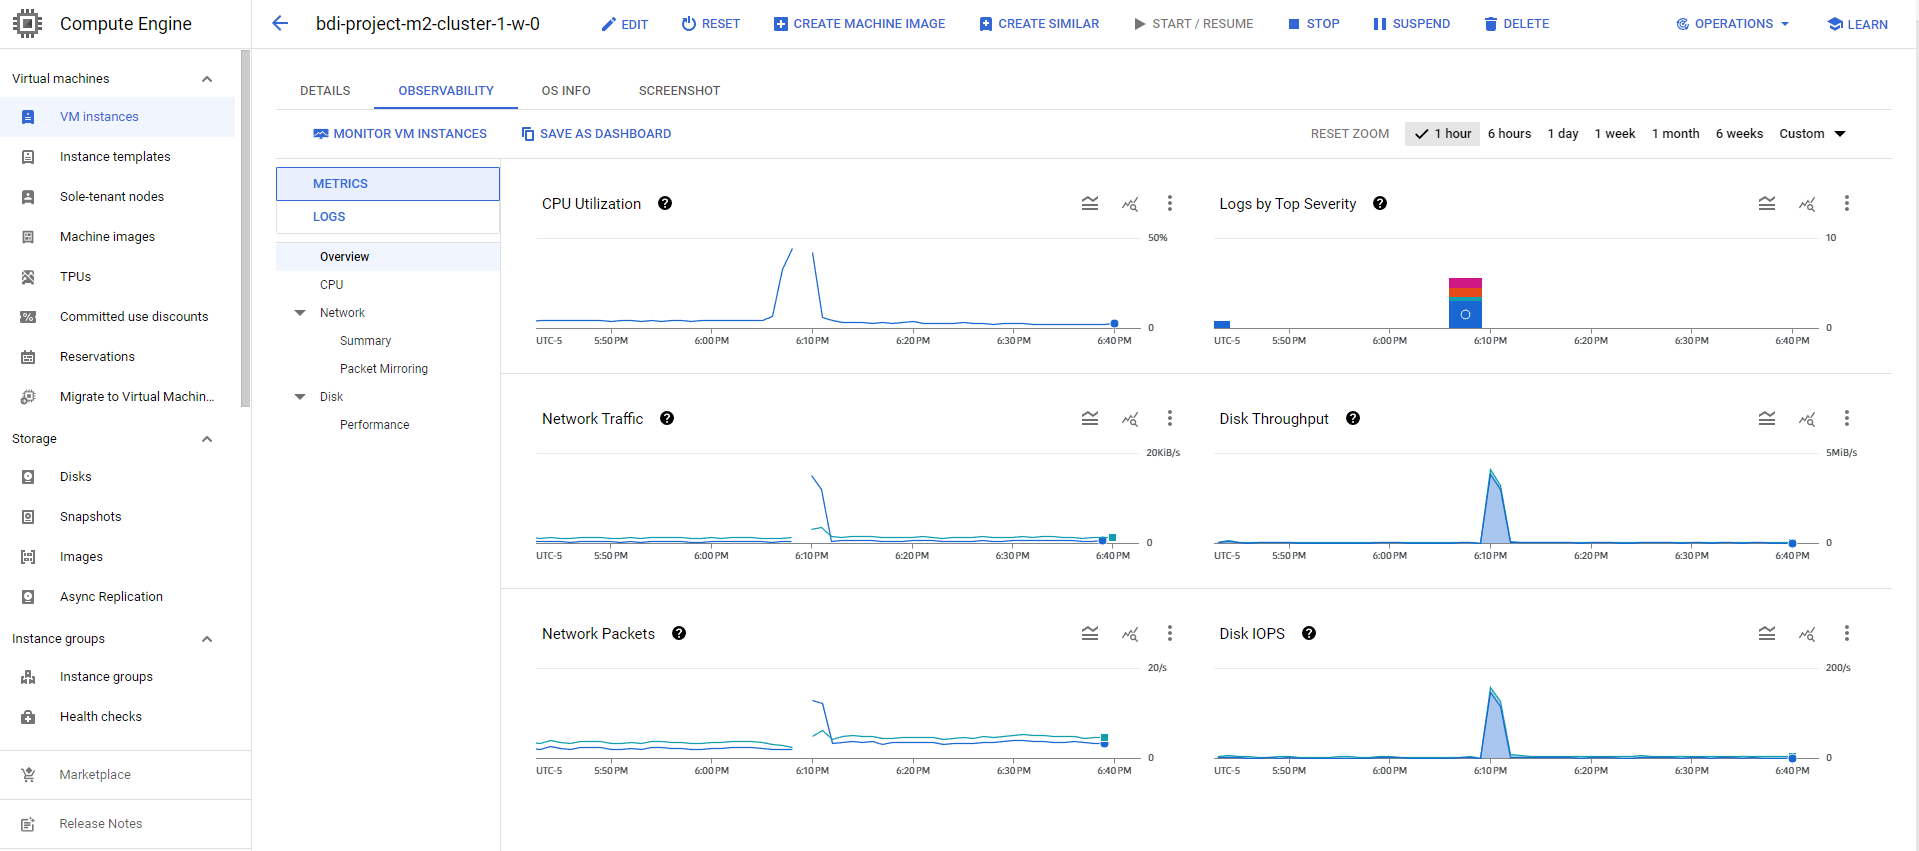 Compute Engine
bdi-project-m2-cluster-1-w-0
EDIT
RESET
CREATE MACHINE IMAGE
CREATE SIMILAR
START / RESUME
STOP
SUSPEND
DELETE
OPERATIONS
LEARN
Virtual machines
VM instances
Instance templates
Sole-tenant nodes
Machine images
TPUs
Committed use discounts
Reservations
Migrate to Virtual Machin...
Storage
Disks
Snapshots
Images
Async Replication
Instance groups
Instance groups
Health checks
Marketplace
Release Notes
DETAILS
OBSERVABILITY
OS INFO
SCREENSHOT
MONITOR VM INSTANCES
SAVE AS DASHBOARD
RESET ZOOM
1 hour
6 hours
1 day
1 week
1 month
6 weeks
Custom
METRICS
LOGS
Overview
CPU
Network
Summary
Packet Mirroring
Disk
Performance
CPU Utilization
50%
0
UTC-5 5:50 PM 6:00 PM 6:10 PM 6:20 PM 6:30 PM 6:40 PM
Logs by Top Severity
10
0
UTC-5 5:50 PM 6:00 PM 6:10 PM 6:20 PM 6:30 PM 6:40 PM
Network Traffic
20KiB/s
0
UTC-5 5:50 PM 6:00 PM 6:10 PM 6:20 PM 6:30 PM 6:40 PM
Disk Throughput
5MiB/s
0
UTC-5 5:50 PM 6:00 PM 6:10 PM 6:20 PM 6:30 PM 6:40 PM
Network Packets
20/s
0
UTC-5 5:50 PM 6:00 PM 6:10 PM 6:20 PM 6:30 PM 6:40 PM
Disk IOPS
200/s
0
UTC-5 5:50 PM 6:00 PM 6:10 PM 6:20 PM 6:30 PM 6:40 PM